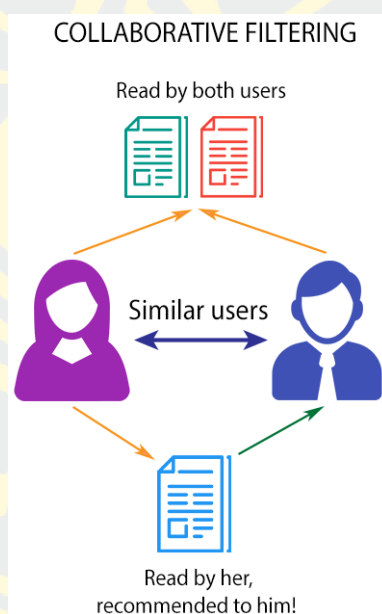 COLLABORATIVE FILTERING
Read by both users
Similar users
Read by her,
recommended to him!